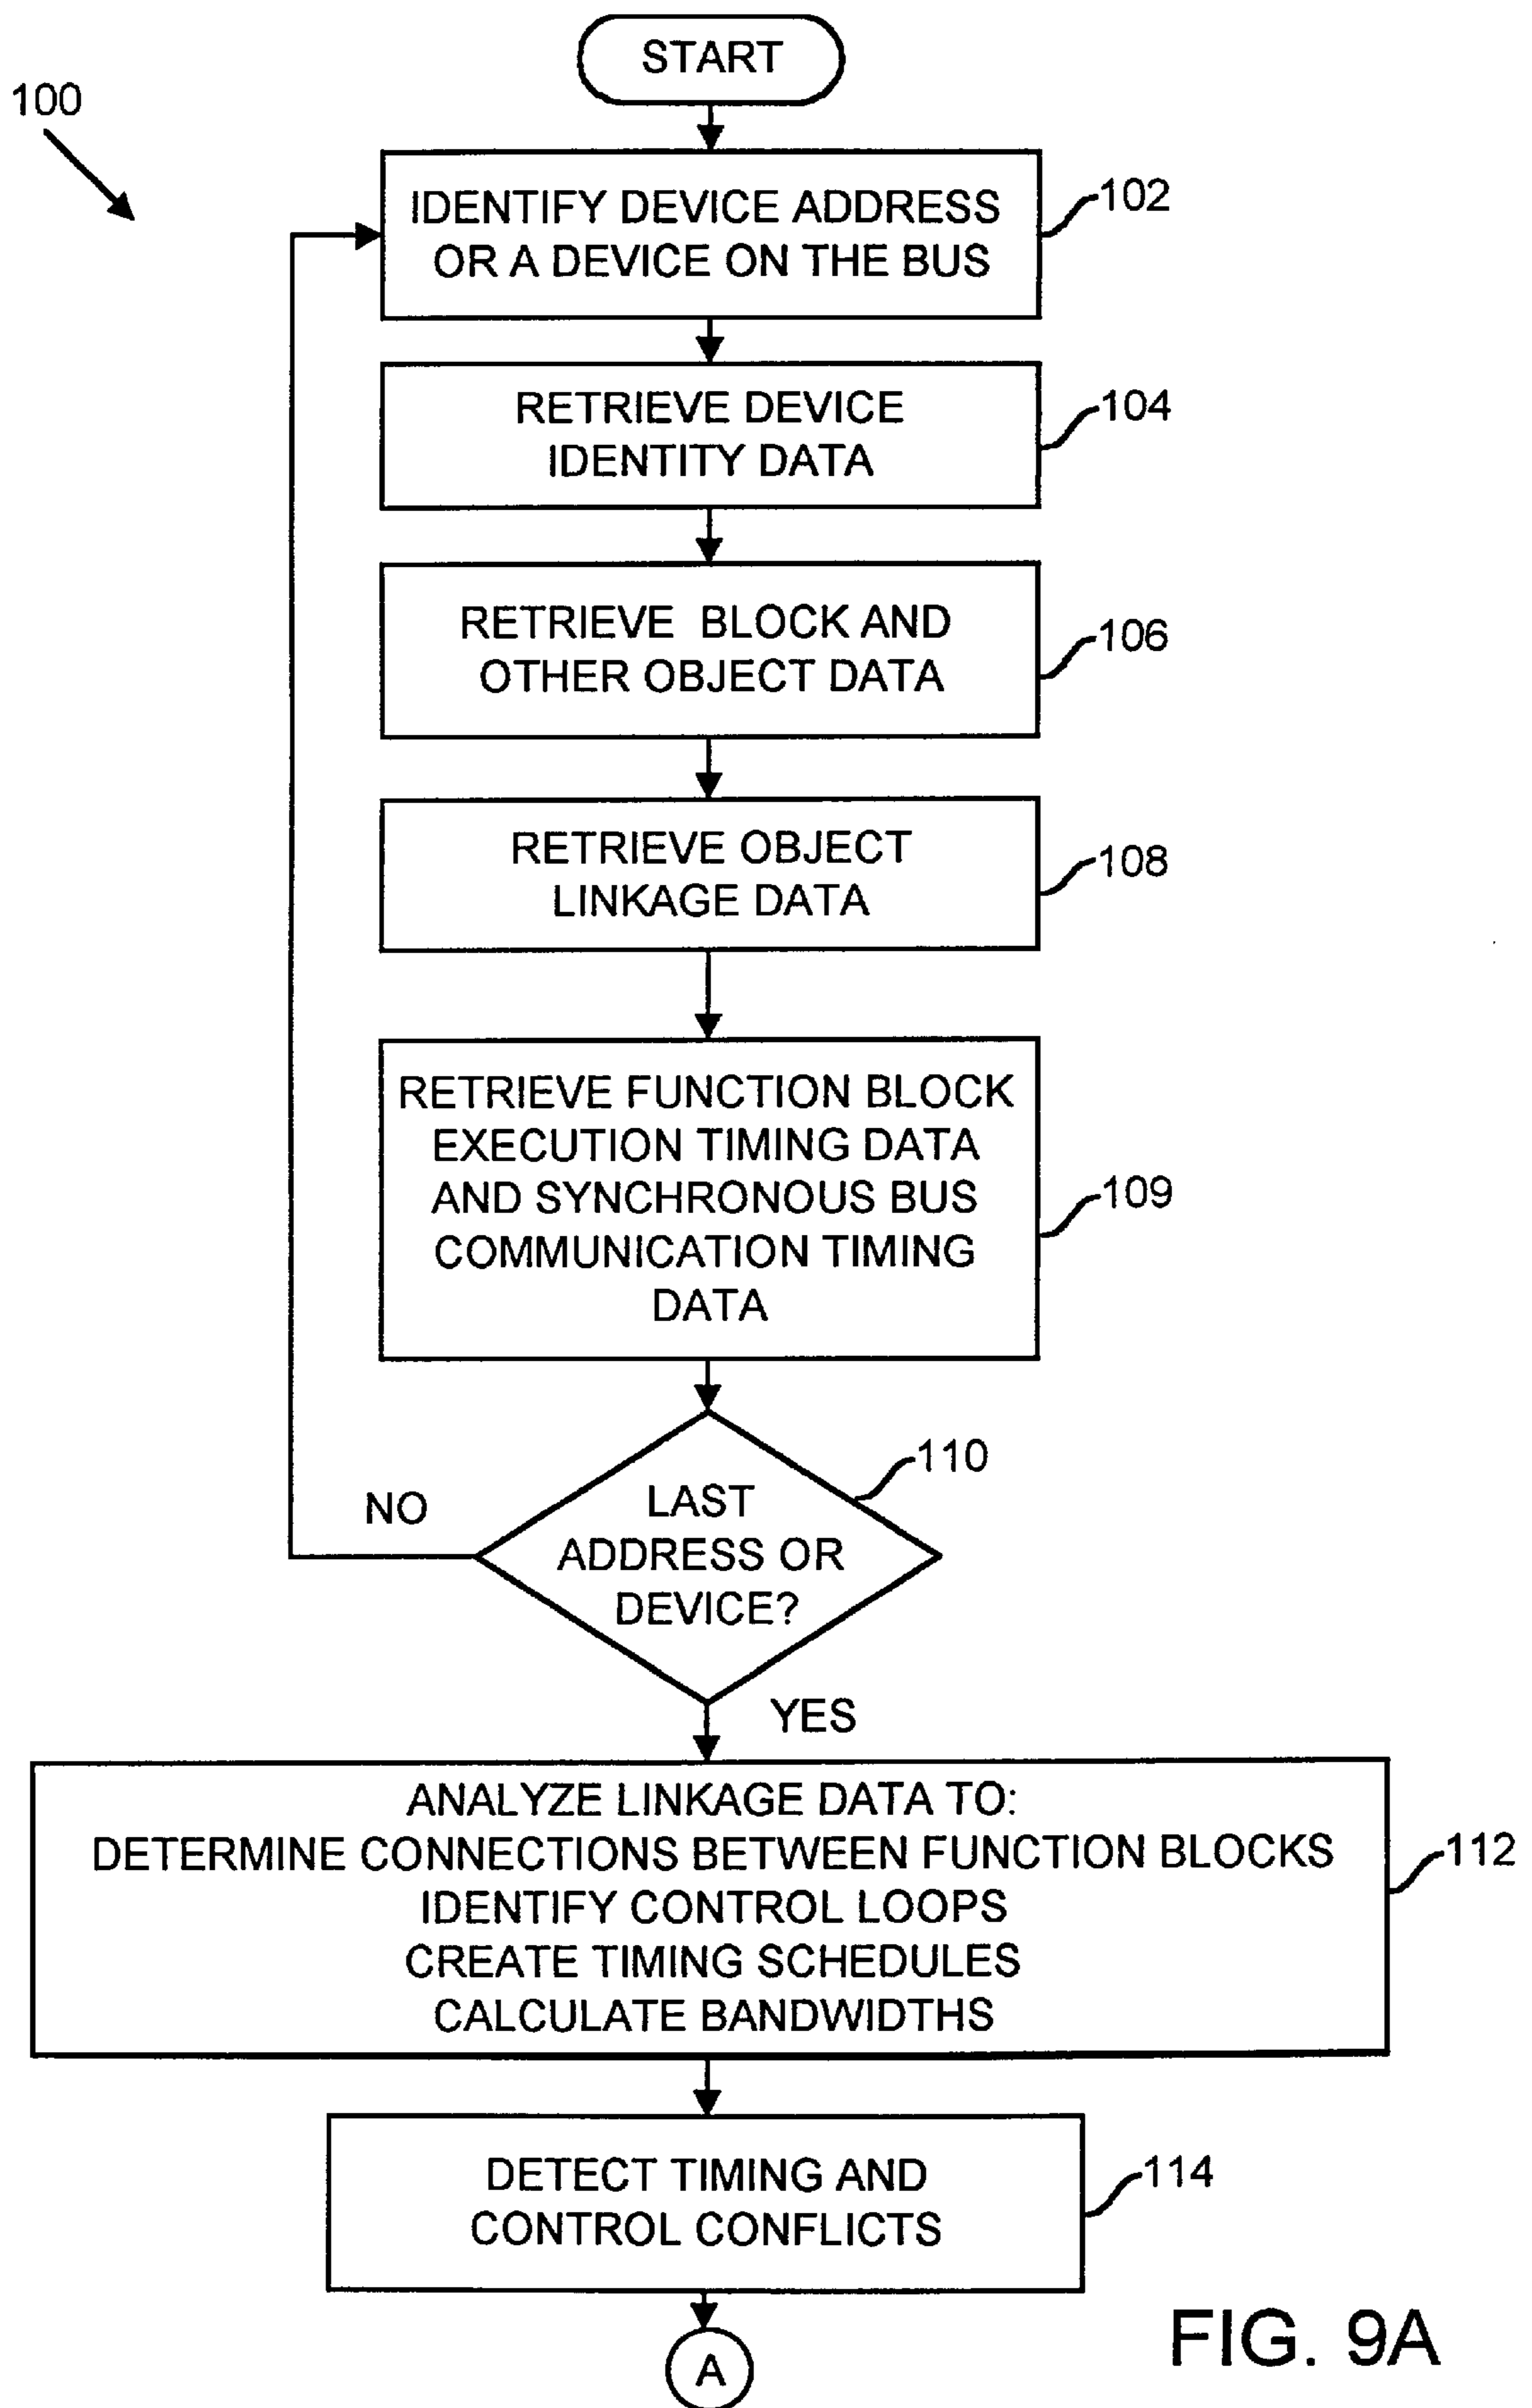 START
100
IDENTIFY DEVICE ADDRESS
OR A DEVICE ON THE BUS
102
RETRIEVE DEVICE
IDENTITY DATA
104
RETRIEVE BLOCK AND
OTHER OBJECT DATA
106
RETRIEVE OBJECT
LINKAGE DATA
108
RETRIEVE FUNCTION BLOCK
EXECUTION TIMING DATA
AND SYNCHRONOUS BUS
COMMUNICATION TIMING
DATA
109
LAST
ADDRESS OR
DEVICE?
110
NO
YES
ANALYZE LINKAGE DATA TO:
DETERMINE CONNECTIONS BETWEEN FUNCTION BLOCKS
IDENTIFY CONTROL LOOPS
CREATE TIMING SCHEDULES
CALCULATE BANDWIDTHS
112
DETECT TIMING AND
CONTROL CONFLICTS
114
A
FIG. 9A